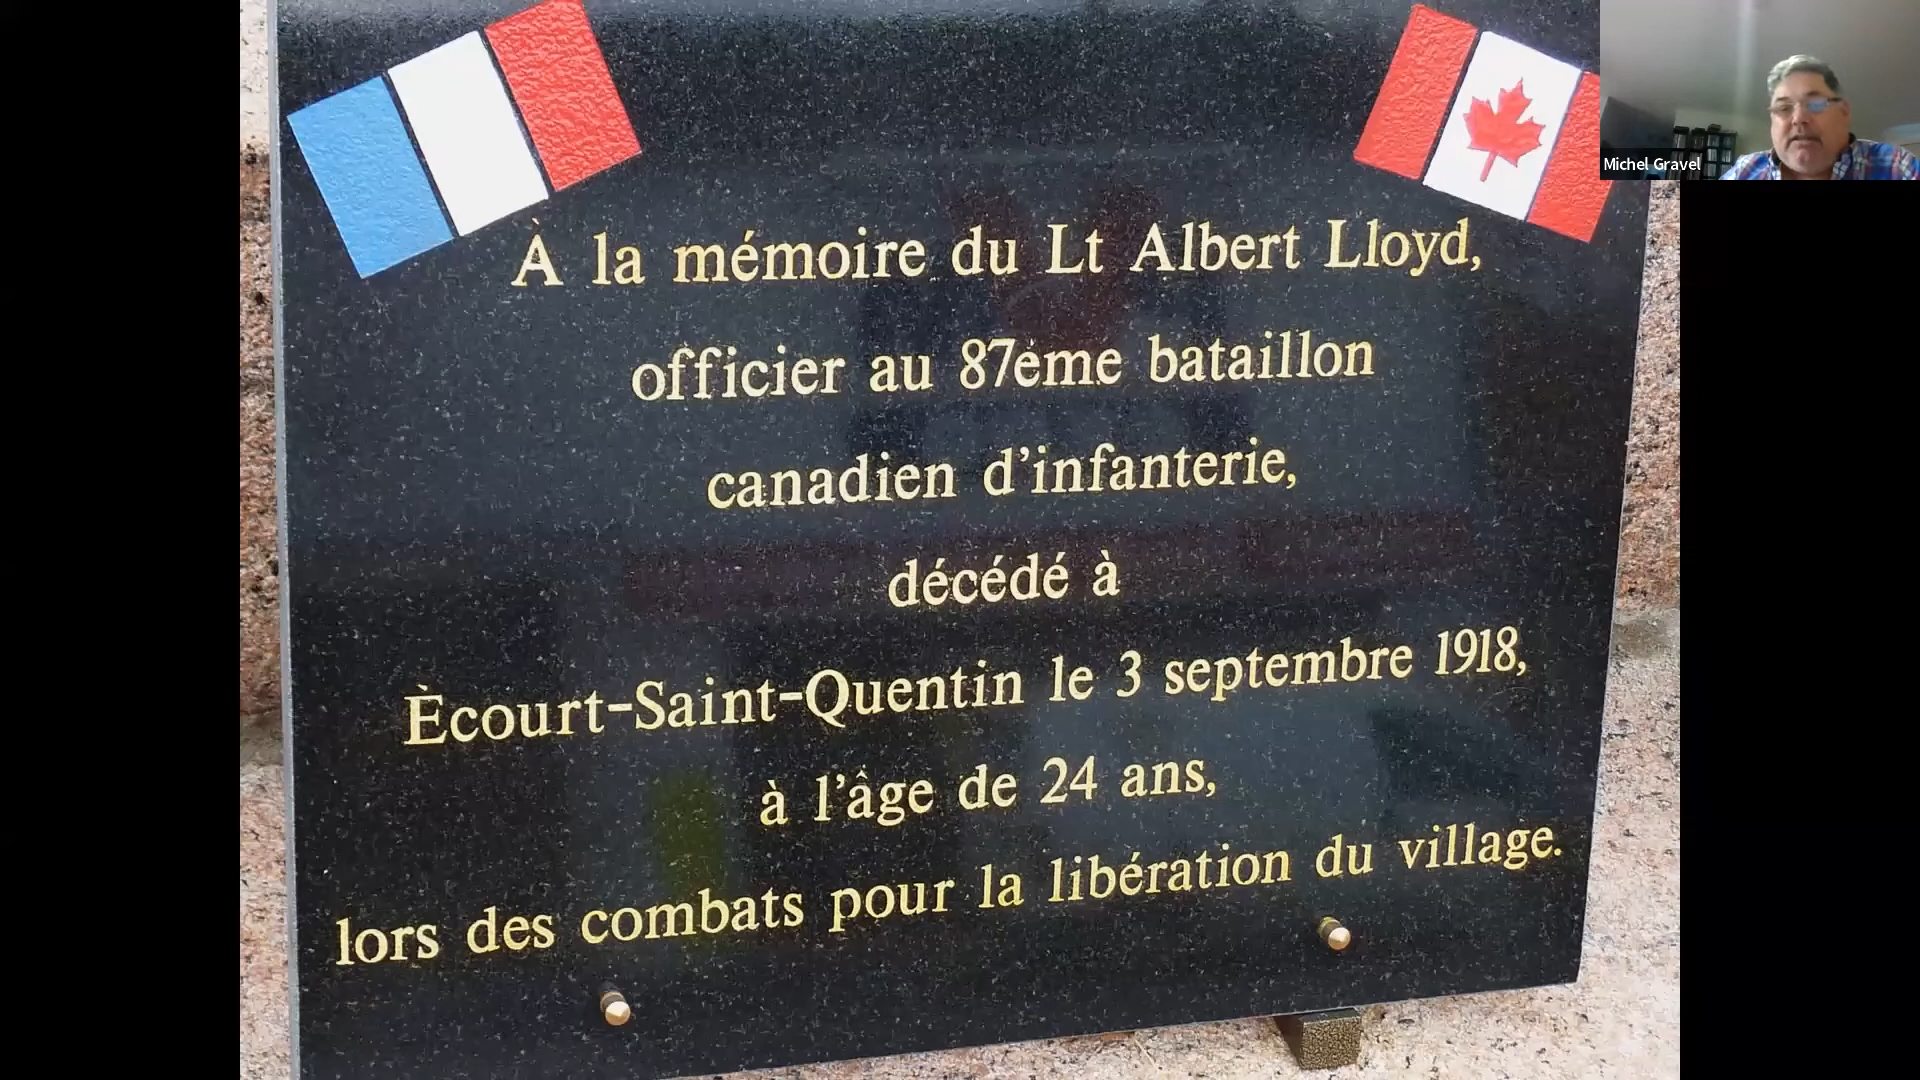 Michel Gravel
À la mémoire du Lt Albert Lloyd,
officier au 87ème bataillon
canadien d'infanterie,
décédé à
Ècourt-Saint-Quentin le 3 septembre 1918,
à l'âge de 24 ans,
lors des combats pour la libération du village.